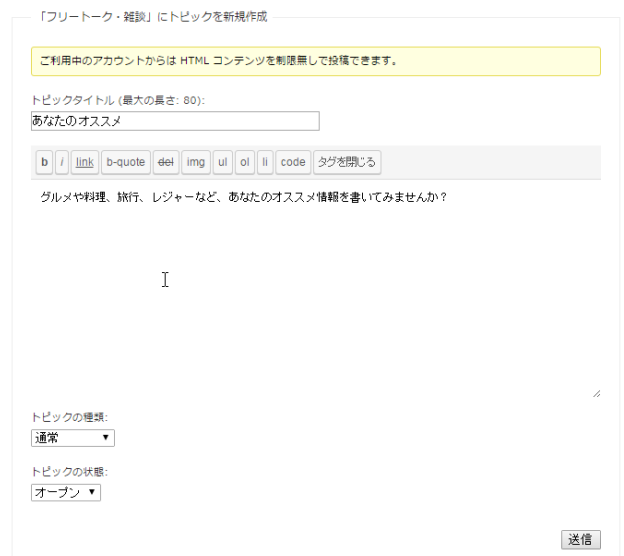 「フリートーク・雑談」にトピックを新規作成
ご利用中のアカウントからは HTML コンテンツを制限無しで投稿できます。
トピックタイトル (最大の長さ: 80):
あなたのオススメ
b i link b-quote del img ul ol li code タグを閉じる
グルメや料理、旅行、レジャーなど、あなたのオススメ情報を書いてみませんか？
トピックの種類:
通常
トピックの状態:
オープン
送信